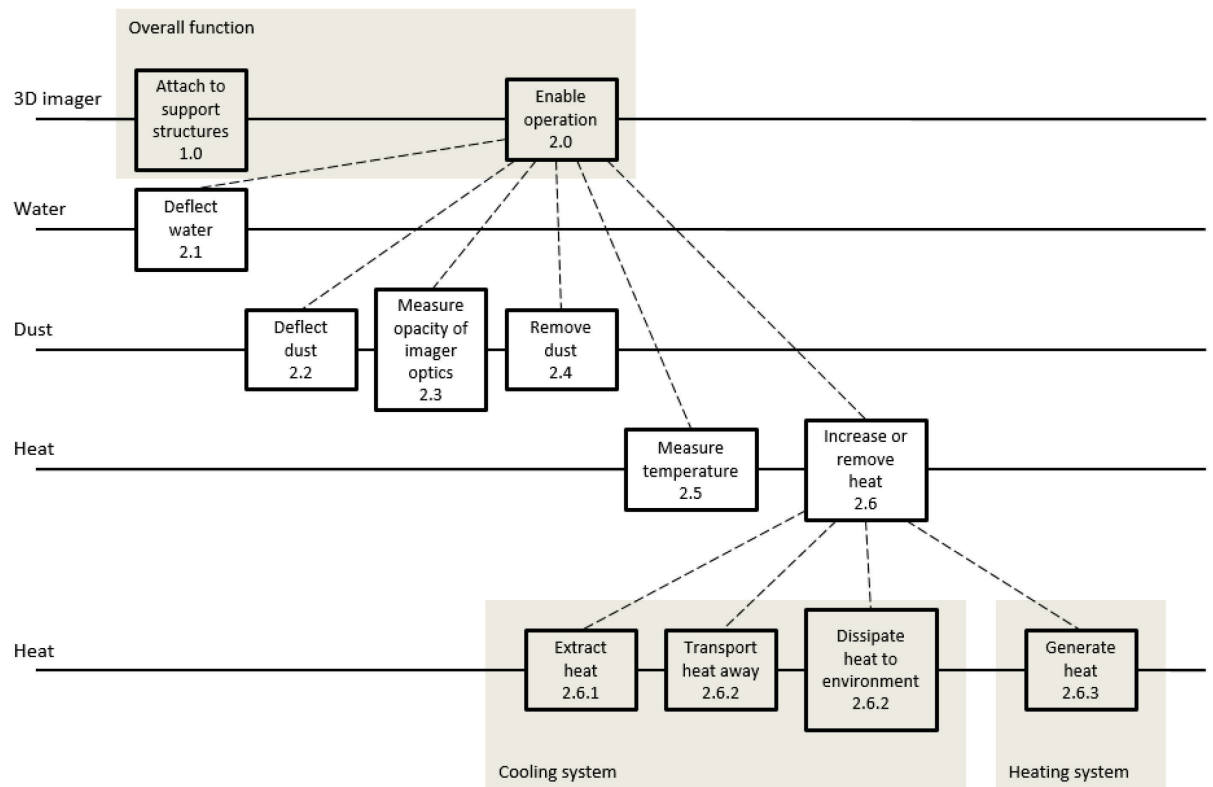 Overall function
3D imager
Attach to
support
structures
1.0
Enable
operation
2.0
Water
Deflect
water
2.1
Dust
Deflect
dust
2.2
Measure
opacity of
imager
optics
2.3
Remove
dust
2.4
Heat
Measure
temperature
2.5
Increase or
remove
heat
2.6
Heat
Extract
heat
2.6.1
Transport
heat away
2.6.2
Dissipate
heat to
environment
2.6.2
Generate
heat
2.6.3
Cooling system
Heating system